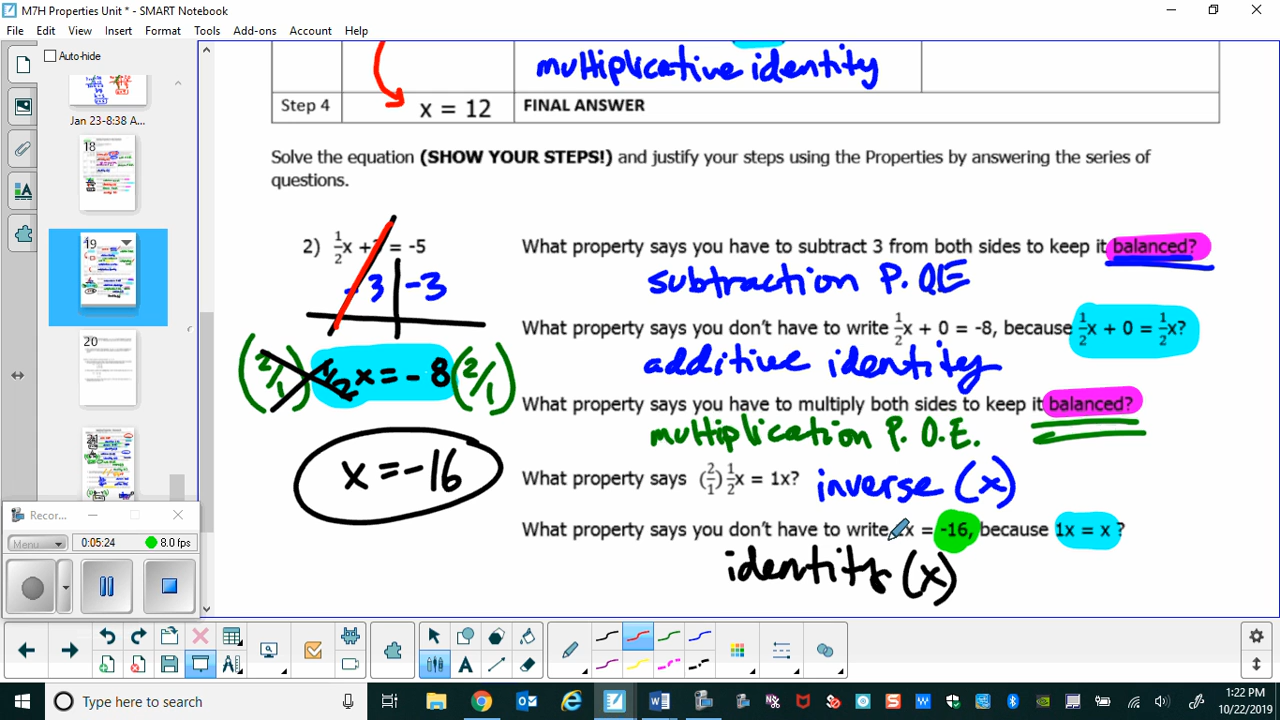 M7H Properties Unit * - SMART Notebook
File Edit View Insert Format Tools Add-ons Account Help
Auto-hide
Jan 23-8:38 A...
18
19
20
multiplicative identity
Step 4 x = 12 FINAL ANSWER
Solve the equation (SHOW YOUR STEPS!) and justify your steps using the Properties by answering the series of
questions.
2) 1/2x + = -5
What property says you have to subtract 3 from both sides to keep it balanced?
- 3 -3
subtraction P.OE
What property says you don't have to write 1/2x + 0 = -8, because 1/2x + 0 = 1/2x?
additive identity
(2/1) 1/2x = - 8 (2/1)
What property says you have to multiply both sides to keep it balanced?
multiplication P. O.E.
x = -16
What property says (2/1)1/2x = 1x?
inverse (x)
What property says you don't have to write x = -16, because 1x = x ?
identity (x)
Recor...
Menu 0:05:24 8.0 fps
Type here to search
1:22 PM
10/22/2019